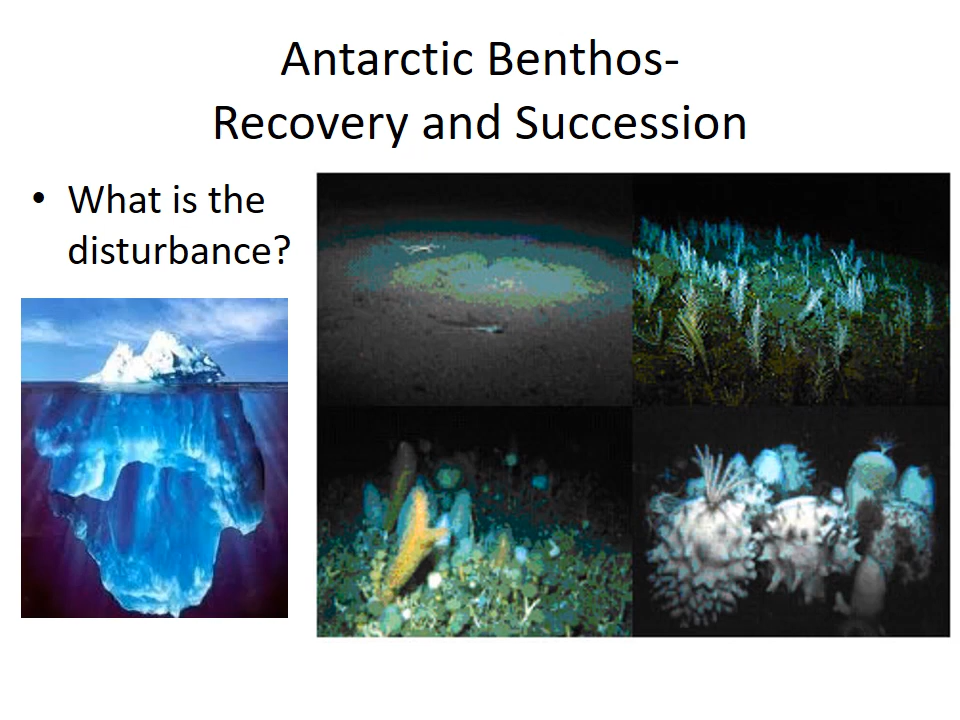 Antarctic Benthos-
Recovery and Succession
• What is the
disturbance?